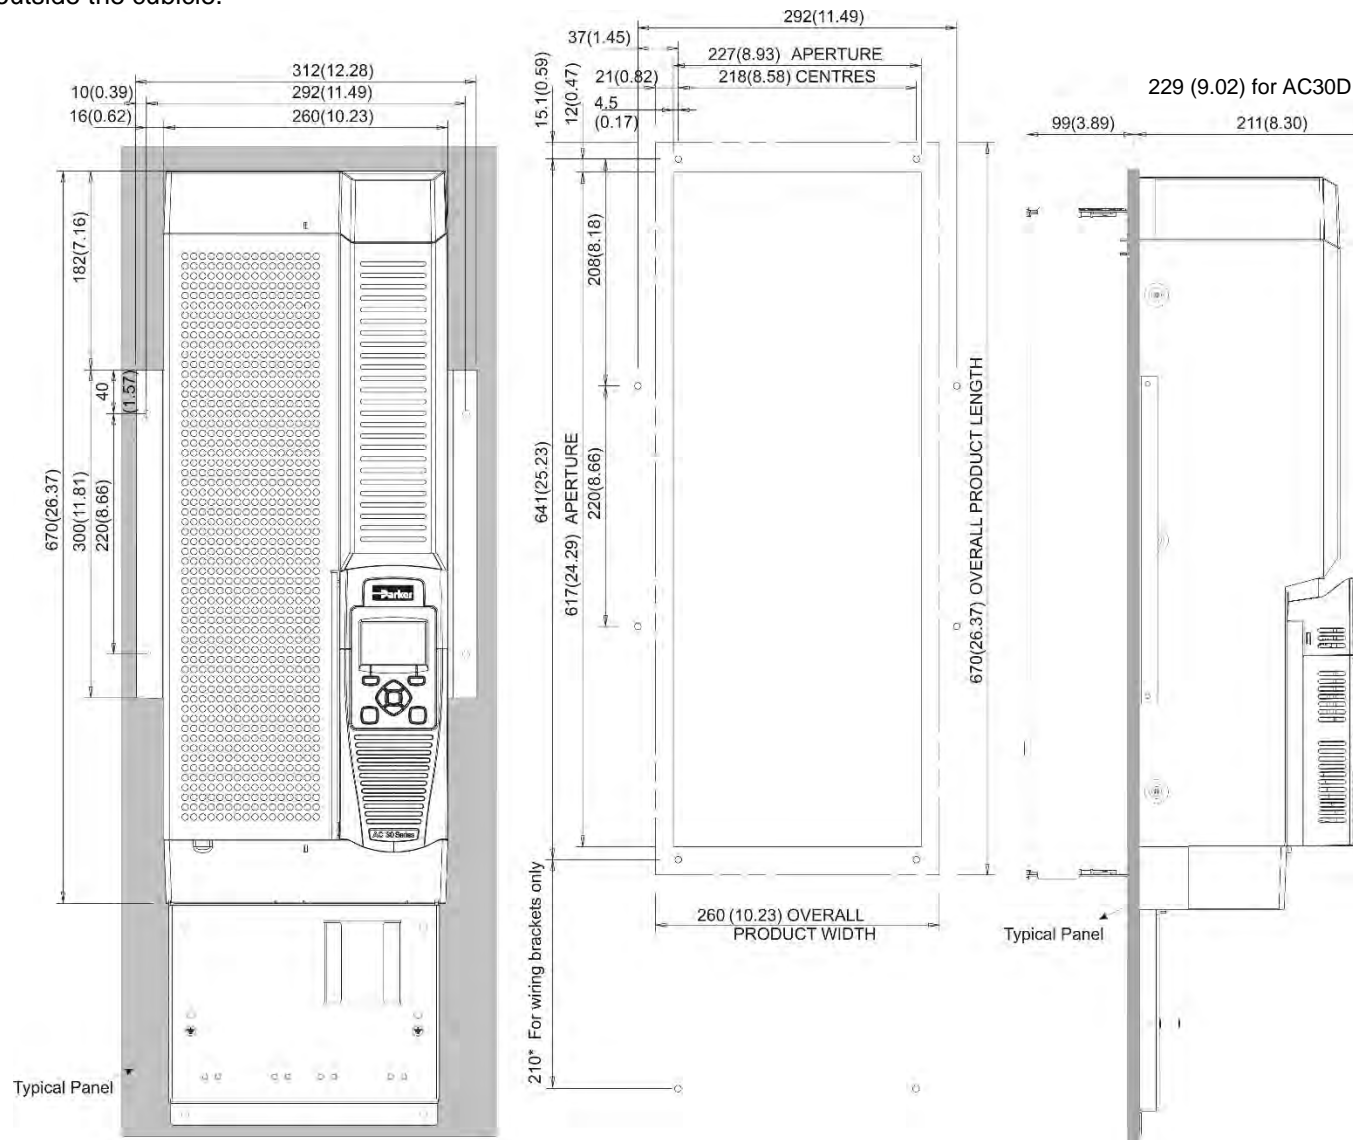 outside the cubicle.
312(12.28)
10(0.39)
292(11.49)
16(0.62)
260(10.23)
182(7.16)
40
(1.57)
670(26.37)
300(11.81)
220(8.66)
Parker
AC 30 Series
Typical Panel
292(11.49)
37(1.45)
227(8.93) APERTURE
21(0.82)
218(8.58) CENTRES
4.5
(0.17)
15.1(0.59)
12(0.47)
208(8.18)
641(25.23)
617(24.29) APERTURE
220(8.66)
670(26.37) OVERALL PRODUCT LENGTH
260 (10.23) OVERALL
PRODUCT WIDTH
210* For wiring brackets only
229 (9.02) for AC30D
99(3.89)
211(8.30)
Typical Panel